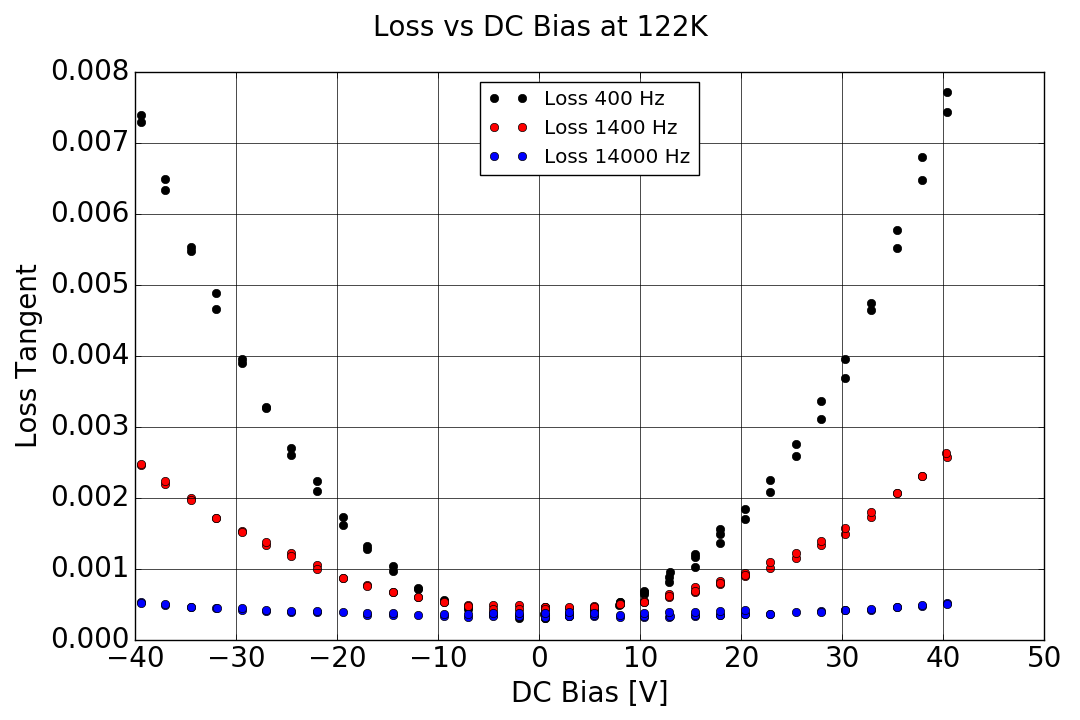 Loss vs DC Bias at 122K
0.008
0.007
0.006
0.005
0.004
0.003
0.002
0.001
0.000
Loss Tangent
Loss 400 Hz
Loss 1400 Hz
Loss 14000 Hz
−40 −30 −20 −10 0 10 20 30 40 50
DC Bias [V]